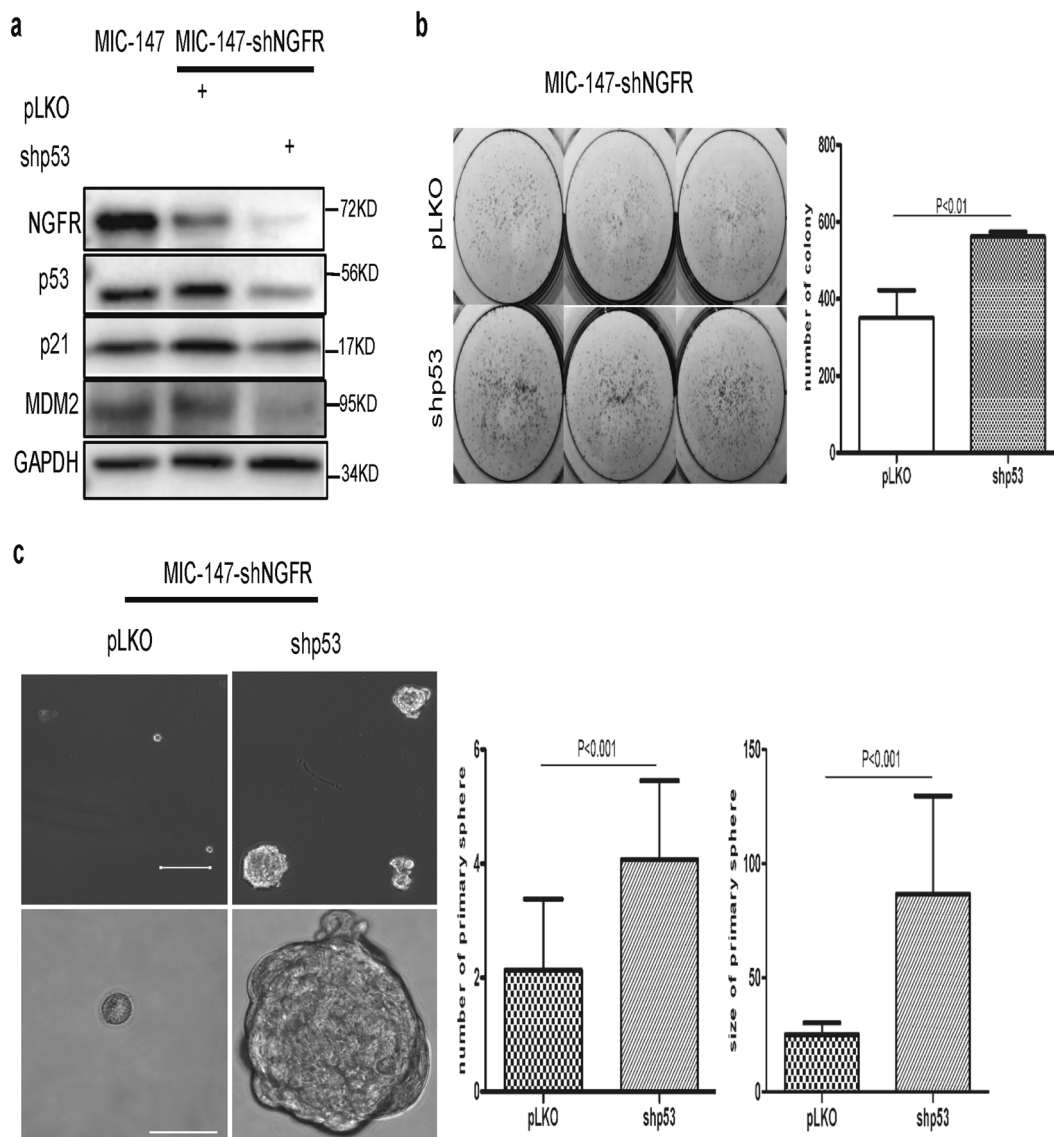 a
MIC-147 MIC-147-shNGFR
pLKO +
shp53 +
NGFR 72KD
p53 56KD
p21 17KD
MDM2 95KD
GAPDH 34KD
b
MIC-147-shNGFR
pLKO
shp53
number of colony
800
600
400
200
0
P<0.01
pLKO shp53
c
MIC-147-shNGFR
pLKO shp53
number of primary sphere
6
4
2
0
P<0.001
pLKO shp53
size of primary sphere
150
100
50
0
P<0.001
pLKO shp53